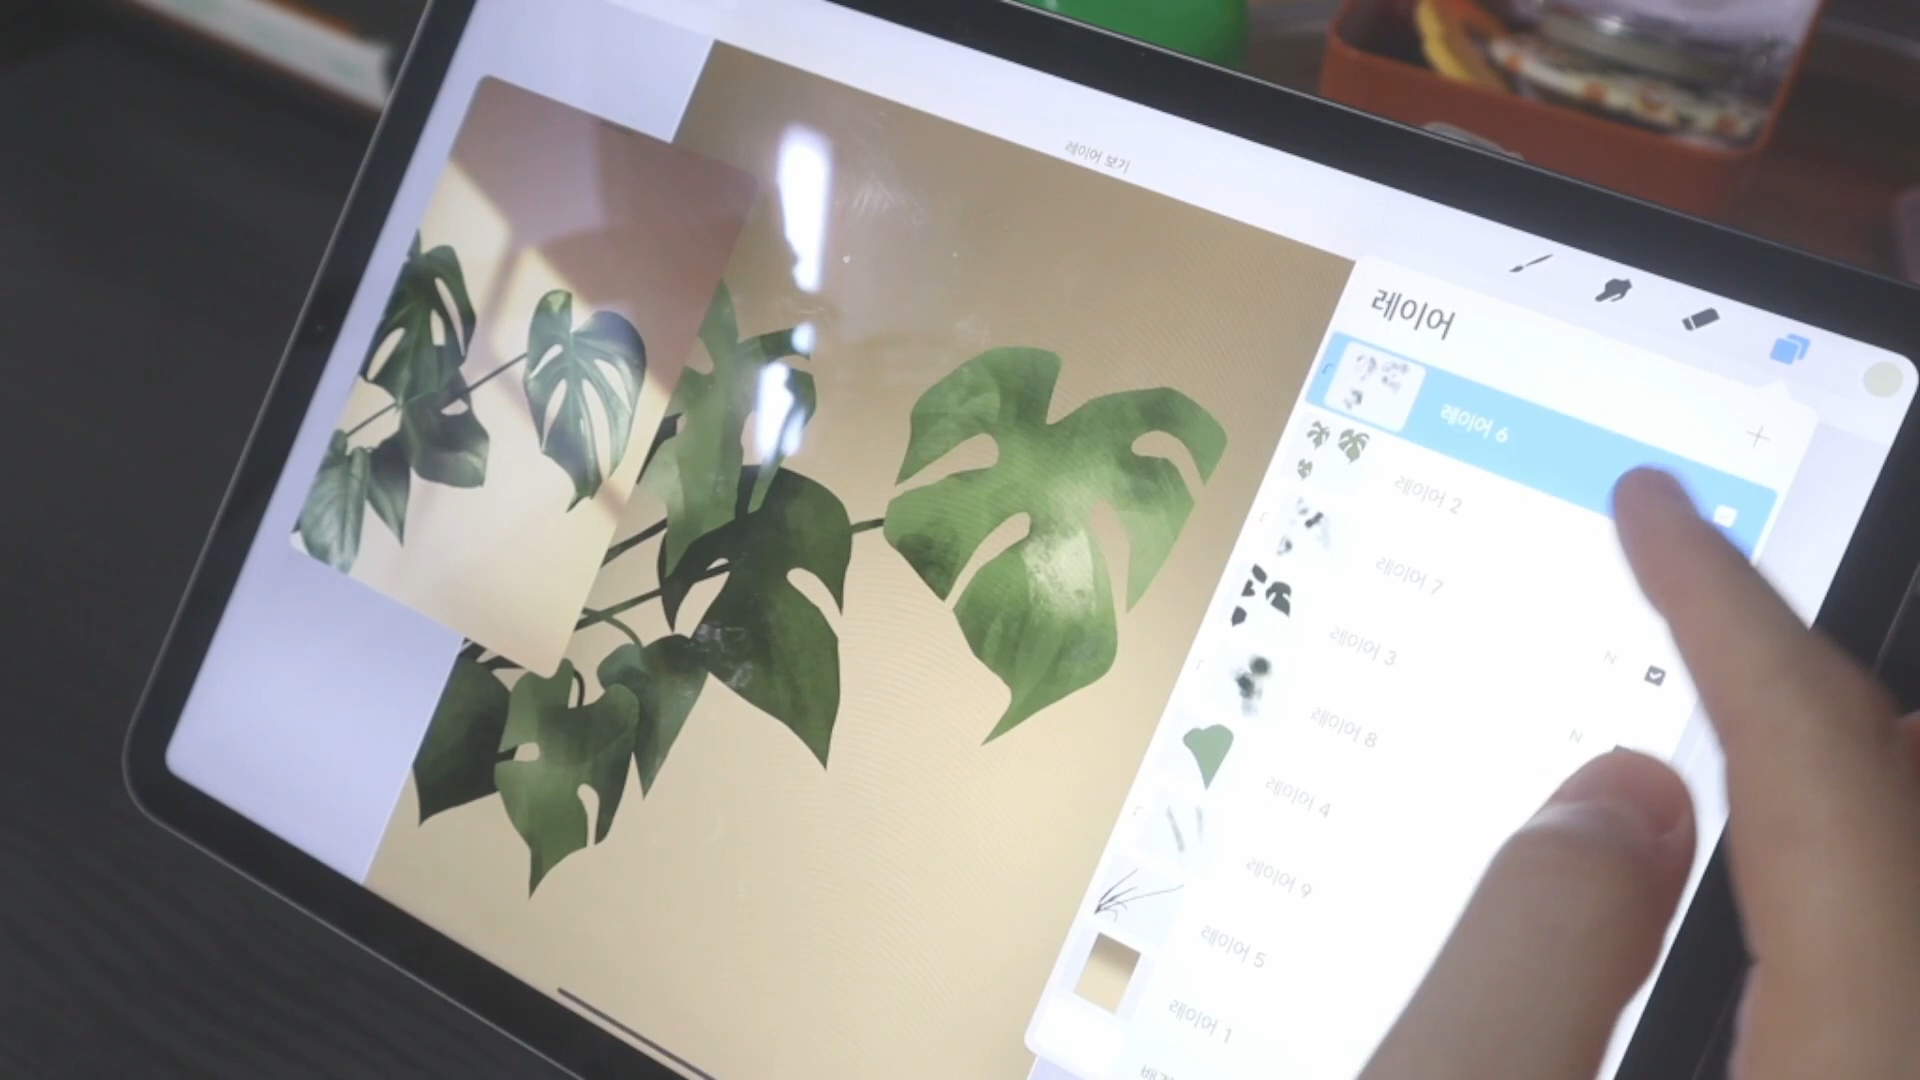 레이어 보기
레이어
레이어 6
레이어 2
레이어 7
레이어 3
N
레이어 8
N
레이어 4
레이어 9
레이어 5
레이어 1